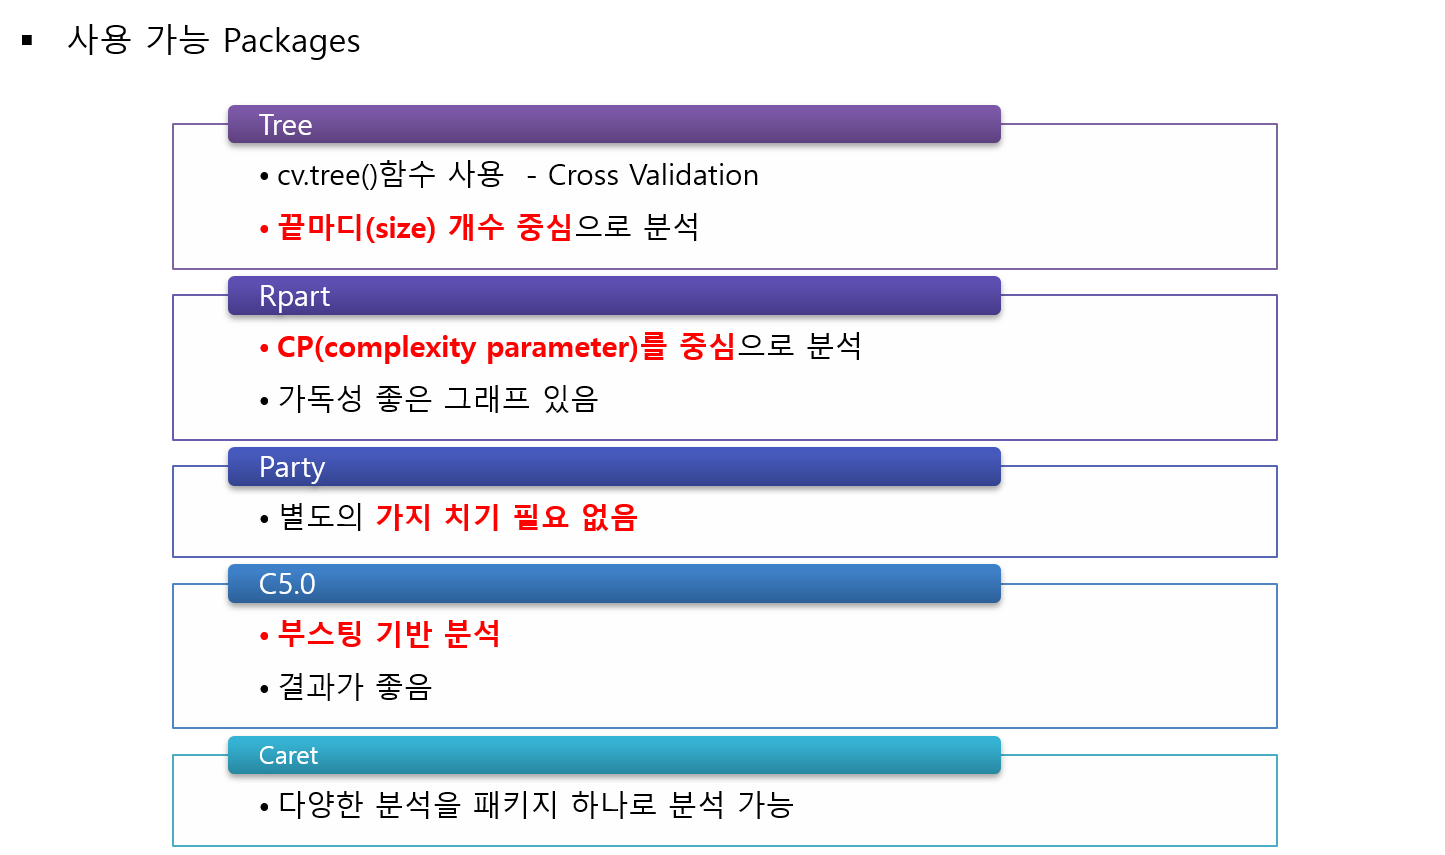 ▪ 사용 가능 Packages
Tree
• cv.tree()함수 사용 - Cross Validation
• 끝마디(size) 개수 중심으로 분석
Rpart
• CP(complexity parameter)를 중심으로 분석
• 가독성 좋은 그래프 있음
Party
• 별도의 가지 치기 필요 없음
C5.0
• 부스팅 기반 분석
• 결과가 좋음
Caret
• 다양한 분석을 패키지 하나로 분석 가능